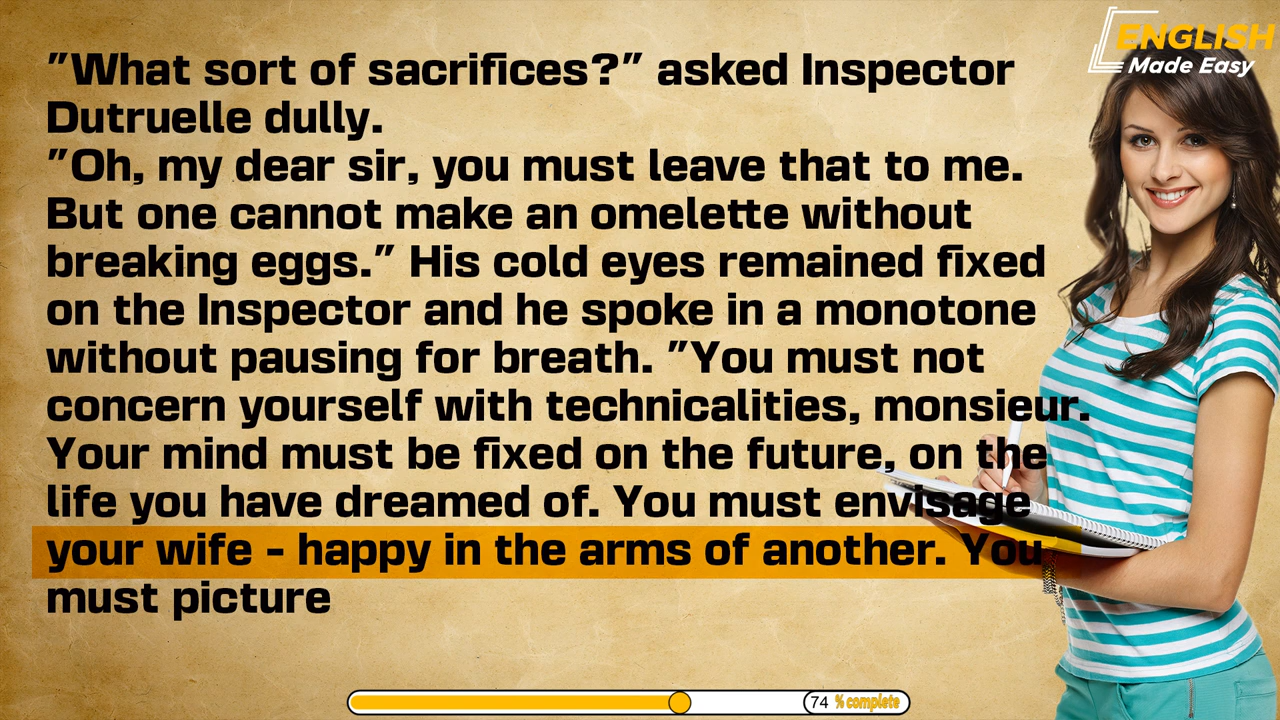 "What sort of sacrifices?" asked Inspector
Dutruelle dully.
"Oh, my dear sir, you must leave that to me.
But one cannot make an omelette without
breaking eggs." His cold eyes remained fixed
on the Inspector and he spoke in a monotone
without pausing for breath. "You must not
concern yourself with technicalities, monsieur.
Your mind must be fixed on the future, on the
life you have dreamed of. You must envisage
your wife - happy in the arms of another. You
must picture
ENGLISH
Made Easy
74 % complete